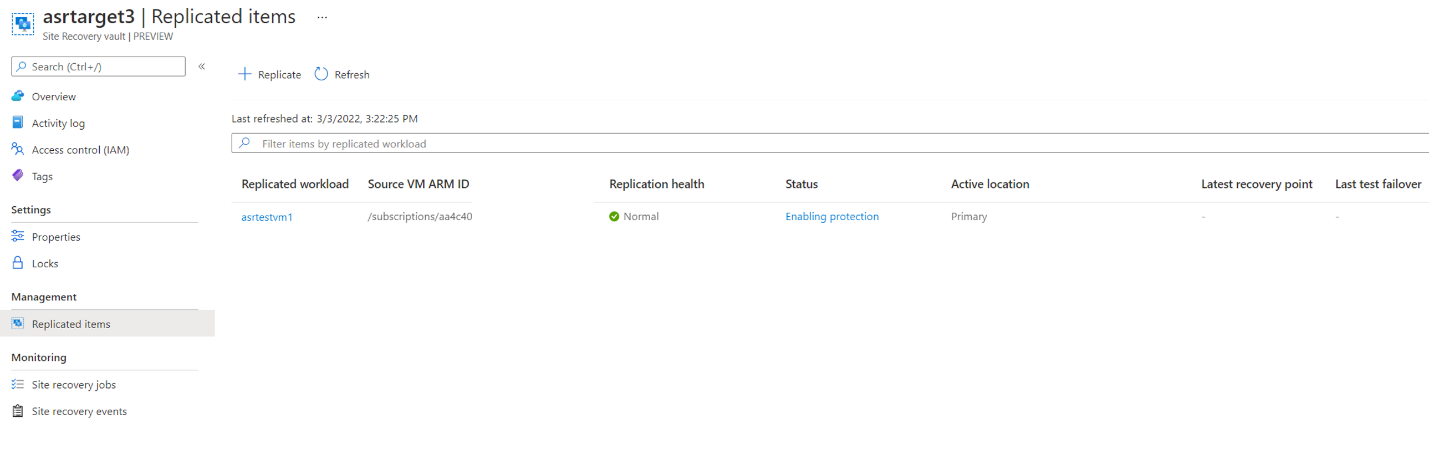 asrtarget3 | Replicated items ...
Site Recovery vault | PREVIEW
Search (Ctrl+/)
«
Overview
Activity log
Access control (IAM)
Tags
Settings
Properties
Locks
Management
Replicated items
Monitoring
Site recovery jobs
Site recovery events
+ Replicate Refresh
Last refreshed at: 3/3/2022, 3:22:25 PM
Filter items by replicated workload
Replicated workload Source VM ARM ID Replication health Status Active location Latest recovery point Last test failover
asrtestvm1 /subscriptions/aa4c40 Normal Enabling protection Primary - -